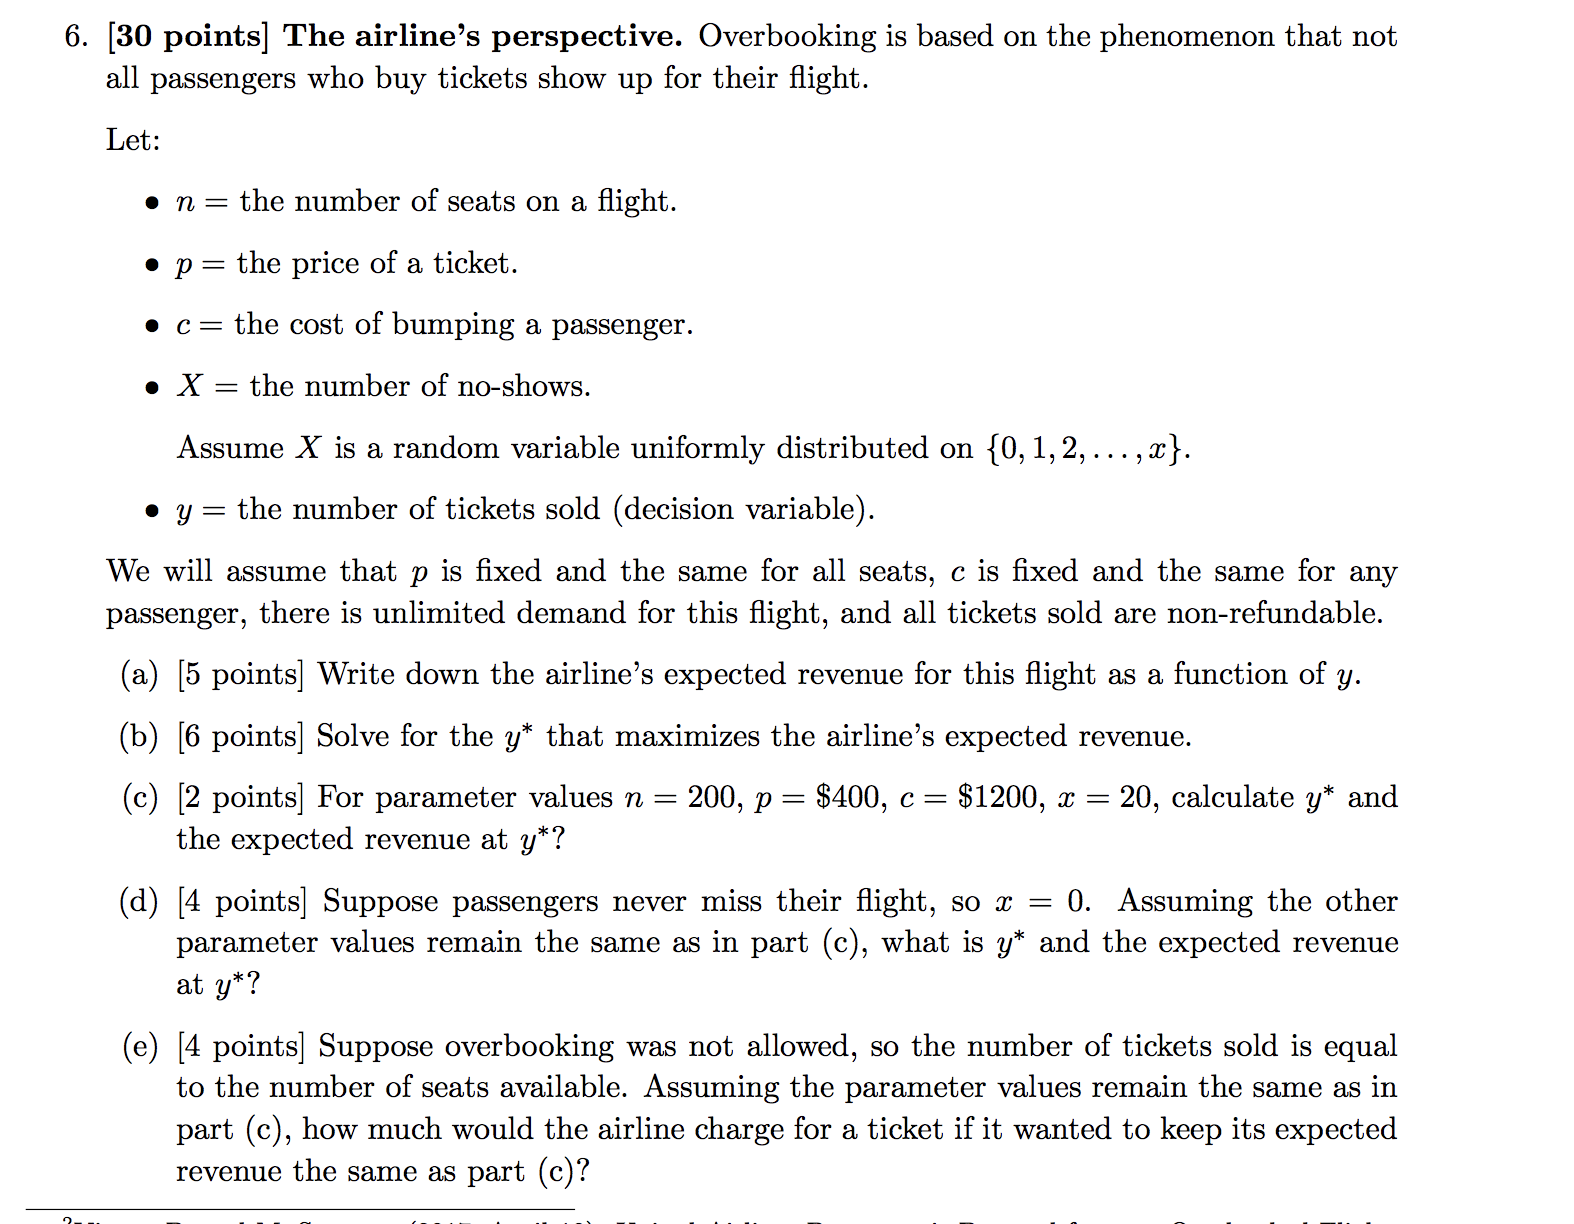 6. [30 points] The airline's perspective. Overbooking is based on the phenomenon that not
all passengers who buy tickets show up for their flight.
Let:
• n = the number of seats on a flight.
• p = the price of a ticket.
• c = the cost of bumping a passenger.
• X = the number of no-shows.
Assume X is a random variable uniformly distributed on {0, 1, 2, . . . , x}.
• y = the number of tickets sold (decision variable).
We will assume that p is fixed and the same for all seats, c is fixed and the same for any
passenger, there is unlimited demand for this flight, and all tickets sold are non-refundable.
(a) [5 points] Write down the airline's expected revenue for this flight as a function of y.
(b) [6 points] Solve for the y* that maximizes the airline's expected revenue.
(c) [2 points] For parameter values n = 200, p = $400, c = $1200, x = 20, calculate y* and
the expected revenue at y*?
(d) [4 points] Suppose passengers never miss their flight, so x = 0. Assuming the other
parameter values remain the same as in part (c), what is y* and the expected revenue
at y*?
(e) [4 points] Suppose overbooking was not allowed, so the number of tickets sold is equal
to the number of seats available. Assuming the parameter values remain the same as in
part (c), how much would the airline charge for a ticket if it wanted to keep its expected
revenue the same as part (c)?